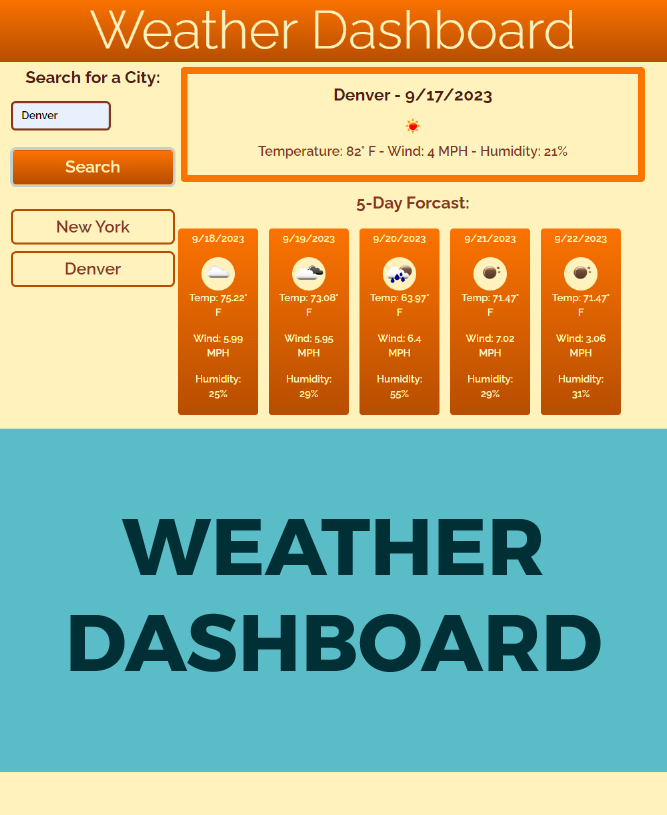 Weather Dashboard
Search for a City:
Denver
Search
New York
Denver
Denver - 9/17/2023
Temperature: 82° F - Wind: 4 MPH - Humidity: 21%
5-Day Forcast:
9/18/2023
Temp: 75.22°
F
Wind: 5.99
MPH
Humidity:
25%
9/19/2023
Temp: 73.08°
F
Wind: 5.95
MPH
Humidity:
29%
9/20/2023
Temp: 63.97°
F
Wind: 6.4
MPH
Humidity:
55%
9/21/2023
Temp: 71.47°
F
Wind: 7.02
MPH
Humidity:
29%
9/22/2023
Temp: 71.47°
F
Wind: 3.06
MPH
Humidity:
31%
WEATHER
DASHBOARD